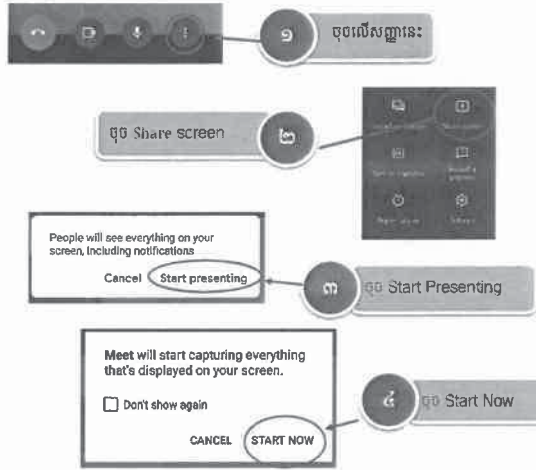 ១
ចុចលើសញ្ញានេះ
ចុច Share screen
២
People will see everything on your
screen, including notifications
Cancel Start presenting
៣
ចុច Start Presenting
Meet will start capturing everything
that's displayed on your screen.
Don't show again
CANCEL START NOW
៤
ចុច Start Now